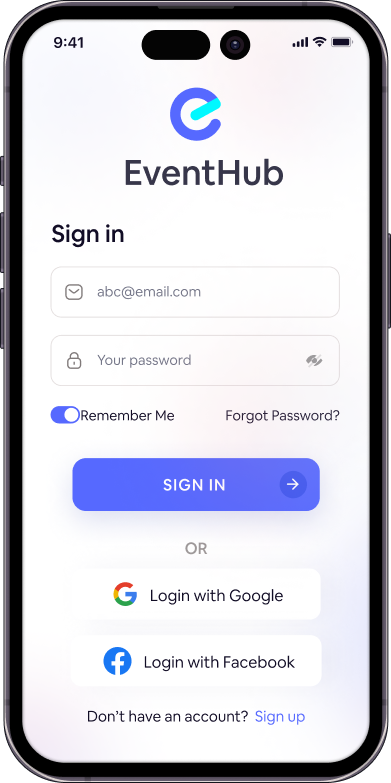 9:41
EventHub
Sign in
abc@email.com
Your password
Remember Me Forgot Password?
SIGN IN
OR
Login with Google
Login with Facebook
Don’t have an account? Sign up